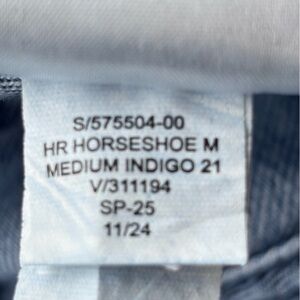 S/575504-00
HR HORSESHOE M
MEDIUM INDIGO 21
V/311194
SP-25
11/24